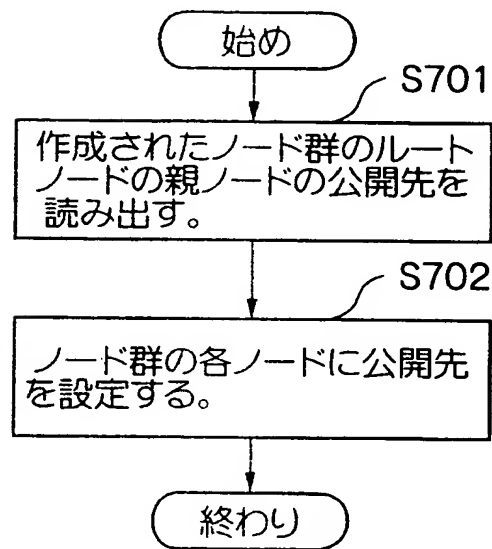 始め
S701
作成されたノード群のルート
ノードの親ノードの公開先を
読み出す。
S702
ノード群の各ノードに公開先
を設定する。
終わり